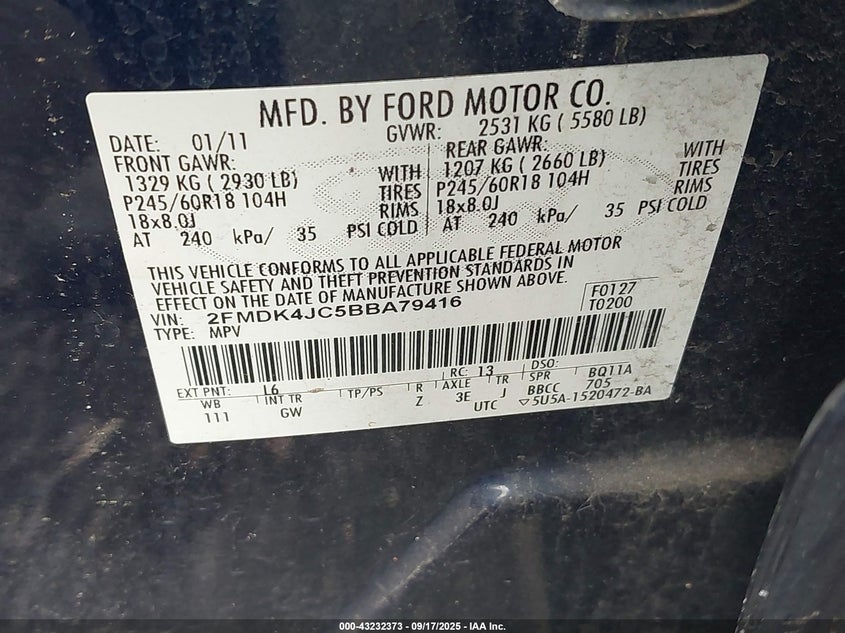 MFD. BY FORD MOTOR CO.
DATE: 01/11 GVWR: 2531 KG ( 5580 LB)
FRONT GAWR: REAR GAWR: WITH
1329 KG ( 2930 LB) WITH 1207 KG ( 2660 LB) TIRES
P245/60R18 104H TIRES P245/60R18 104H RIMS
18x8.0J RIMS 18x8.0J
AT 240 kPa/ 35 PSI COLD AT 240 kPa/ 35 PSI COLD
THIS VEHICLE CONFORMS TO ALL APPLICABLE FEDERAL MOTOR
VEHICLE SAFETY AND THEFT PREVENTION STANDARDS IN
EFFECT ON THE DATE OF MANUFACTURE SHOWN ABOVE.
VIN: 2FMDK4JC5BBA79416 F0127
TYPE: MPV T0200
EXT PNT: L6 RC: 13 DSO:
WB INT TR TP/PS R AXLE TR SPR BQ11A
111 GW Z 3E J BBCC 705
UTC ▽5U5A-1520472-BA
000-43232373 - 09/17/2025 - IAA Inc.